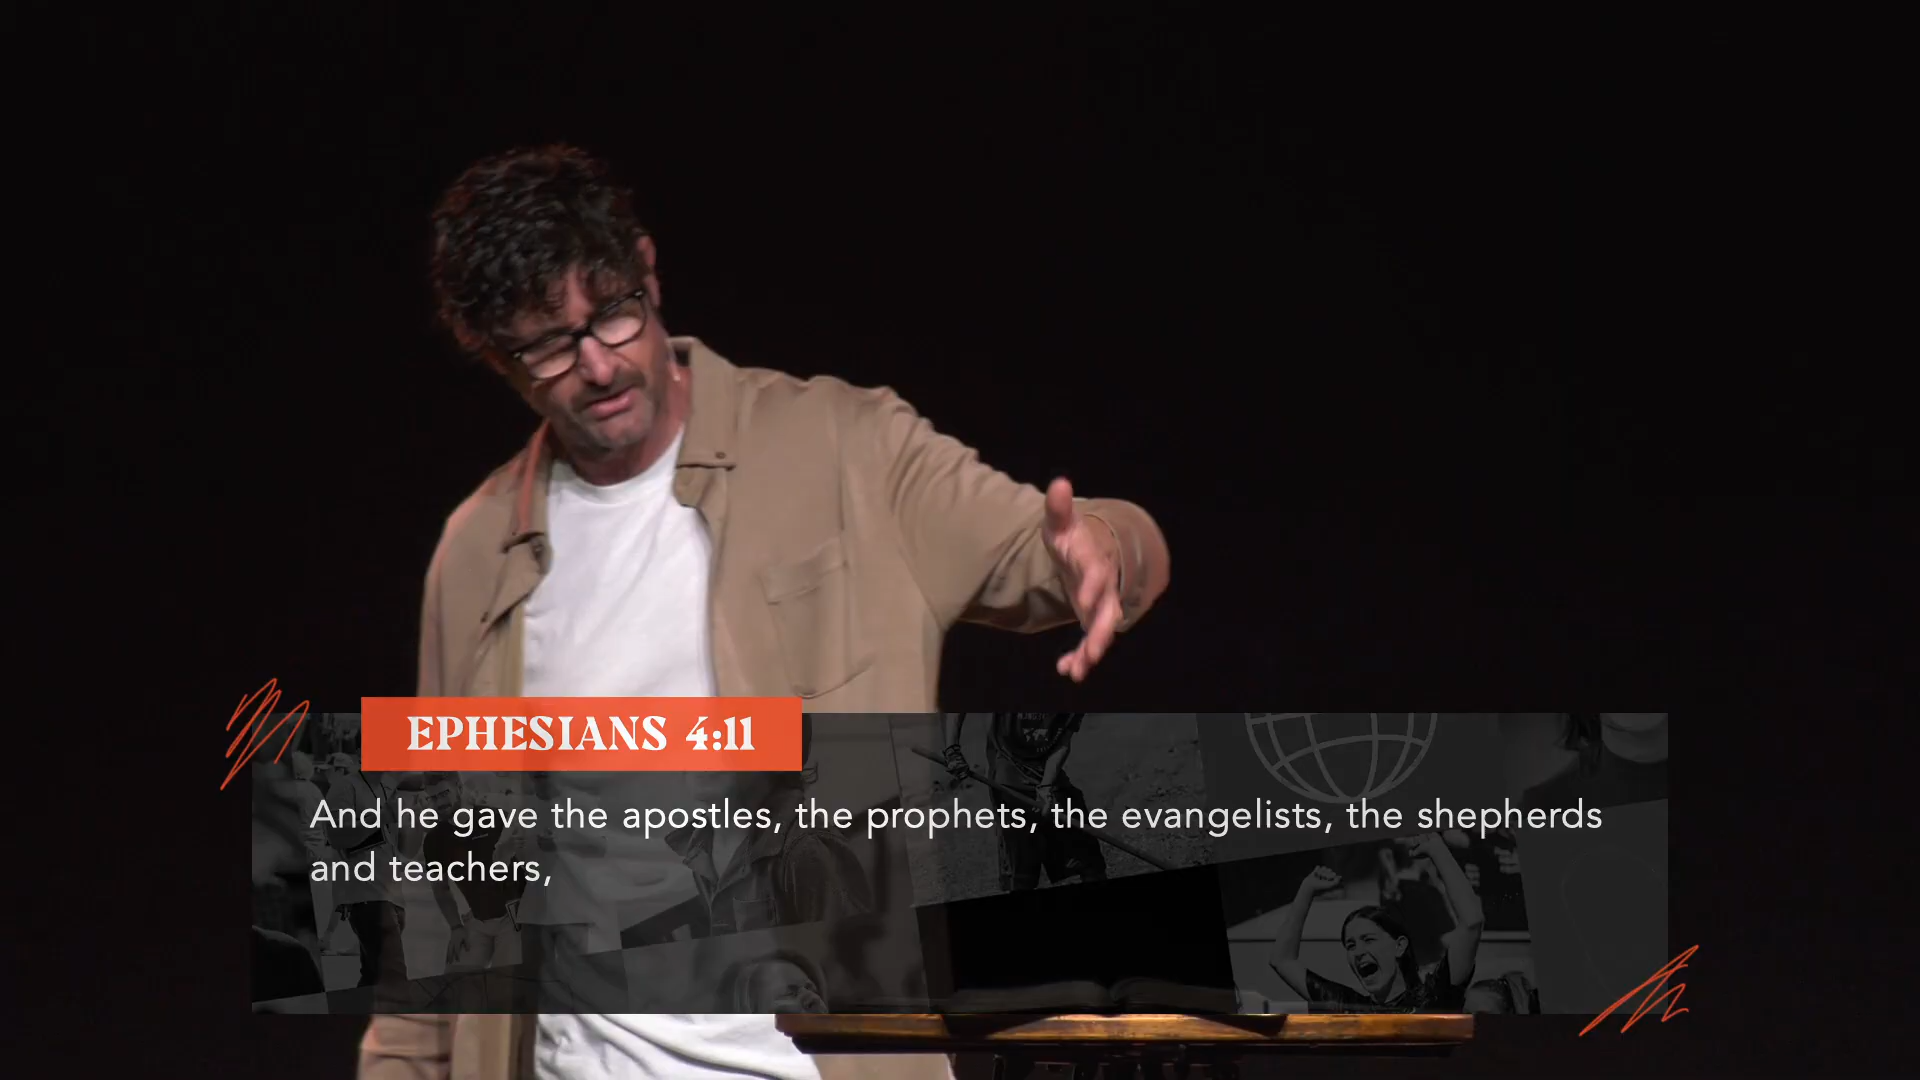 EPHESIANS 4:11
And he gave the apostles, the prophets, the evangelists, the shepherds
and teachers,